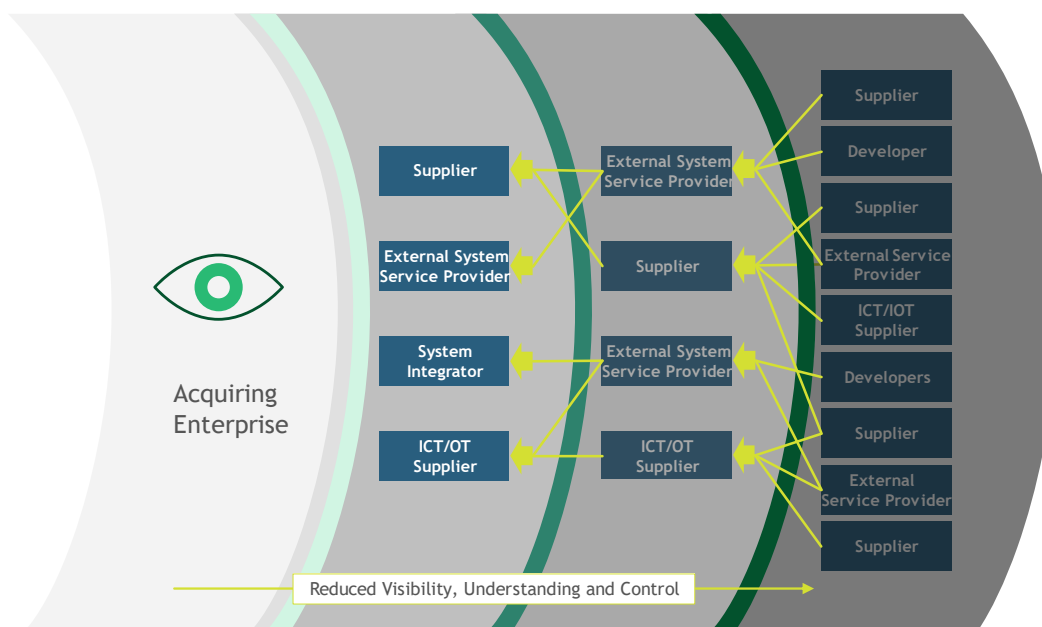 Acquiring
Enterprise
Supplier
External System
Service Provider
System
Integrator
ICT/OT
Supplier
External System
Service Provider
Supplier
External System
Service Provider
ICT/OT
Supplier
Supplier
Developer
Supplier
External Service
Provider
ICT/IOT
Supplier
Developers
Supplier
External
Service Provider
Supplier
Reduced Visibility, Understanding and Control